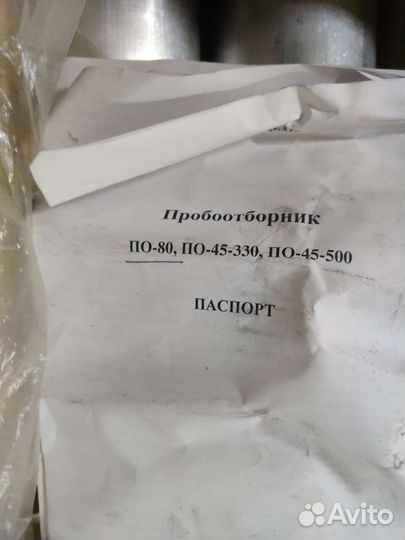 Пробоотборник
ПО-80, ПО-45-330, ПО-45-500
ПАСПОРТ
Avito